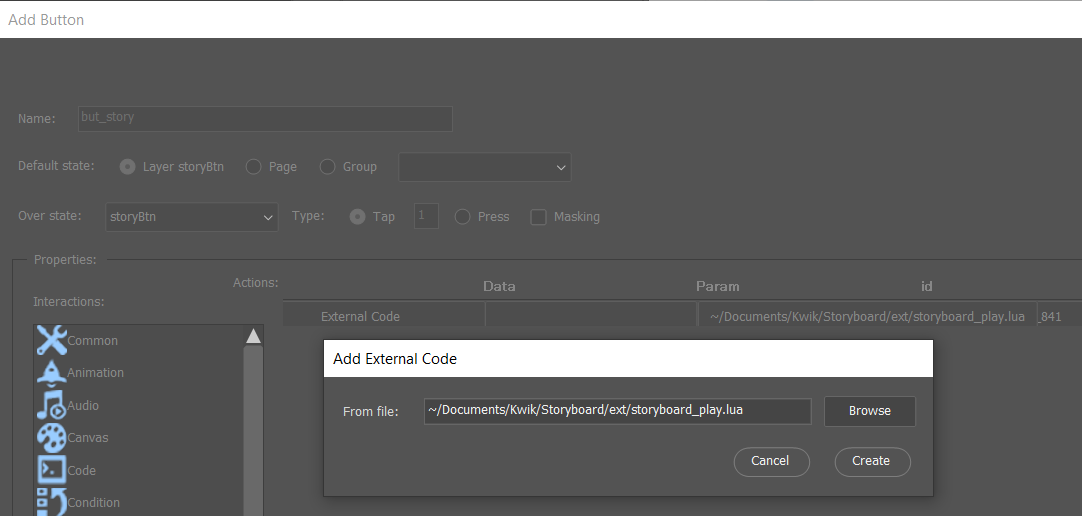 Add Button
Name: but_story
Default state: Layer storyBtn Page Group
Over state: storyBtn Type: Tap 1 Press Masking
Properties:
Actions: Data Param id
Interactions:
External Code ~/Documents/Kwik/Storyboard/ext/storyboard_play.lua _841
Common
Animation
Audio
Canvas
Code
Condition
Add External Code
From file: ~/Documents/Kwik/Storyboard/ext/storyboard_play.lua Browse
Cancel Create